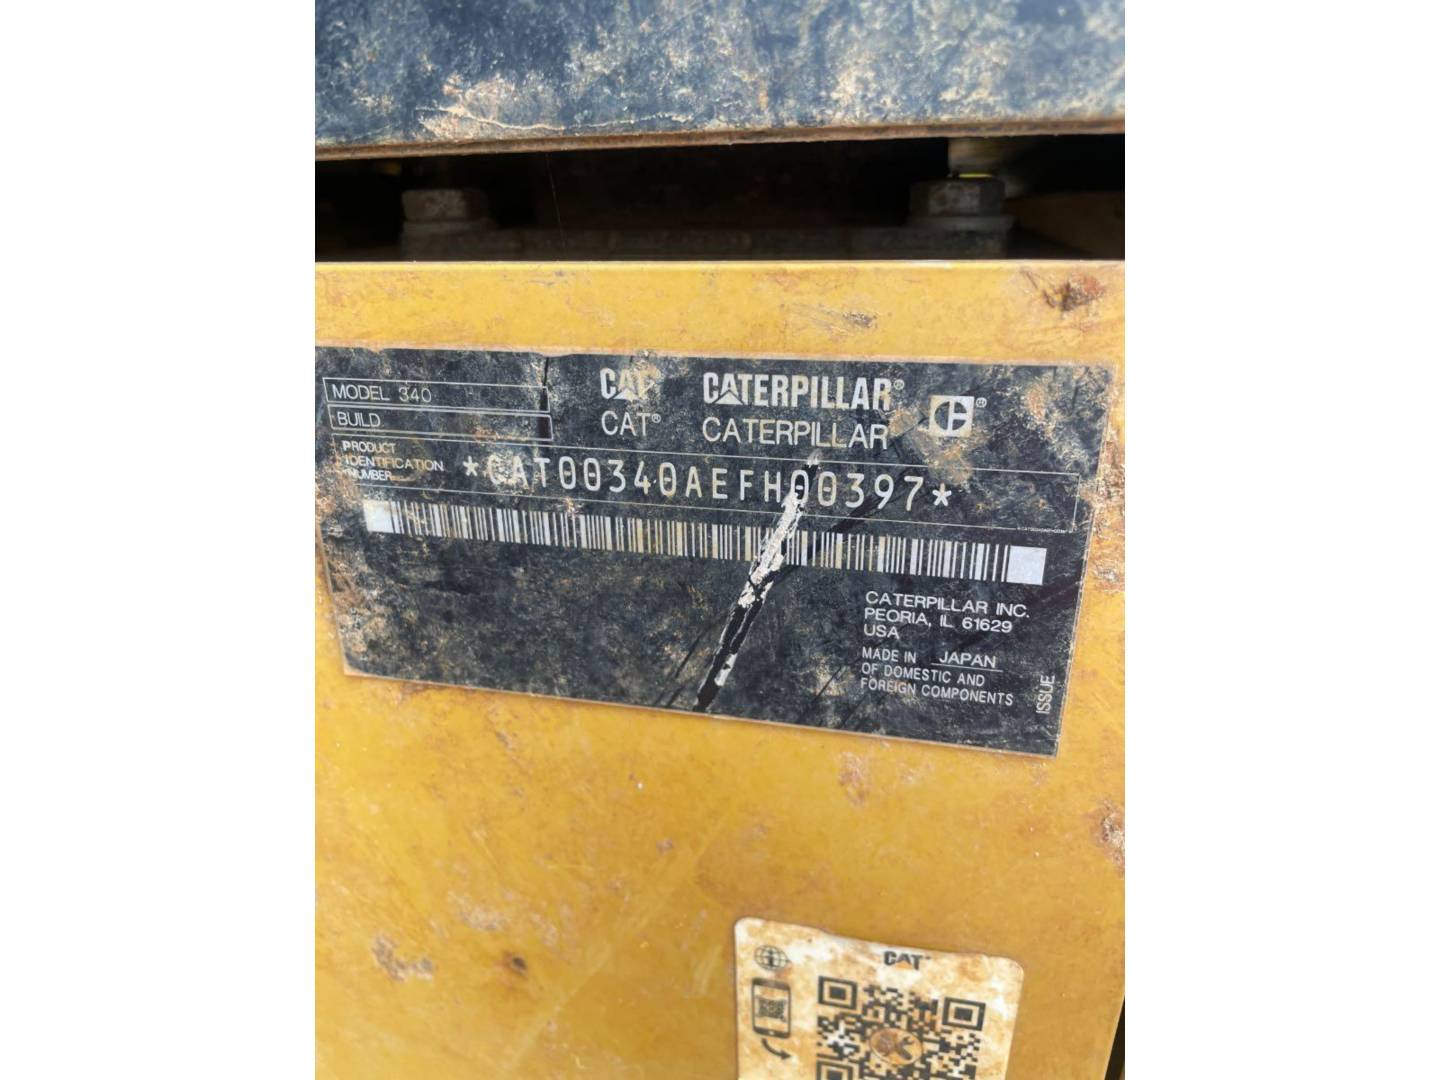 MODEL 340
BUILD
CAT CATERPILLAR®
CAT® CATERPILLAR
PRODUCT
IDENTIFICATION
NUMBER
*CAT00340AEFH00397*
CATERPILLAR INC.
PEORIA, IL 61629
USA
MADE IN JAPAN
OF DOMESTIC AND
FOREIGN COMPONENTS
ISSUE
CAT